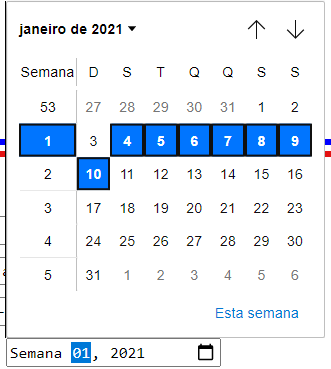 janeiro de 2021
Semana D S T Q Q S S
53 27 28 29 30 31 1 2
1 3 4 5 6 7 8 9
2 10 11 12 13 14 15 16
3 17 18 19 20 21 22 23
4 24 25 26 27 28 29 30
5 31 1 2 3 4 5 6
Esta semana
Semana 01, 2021